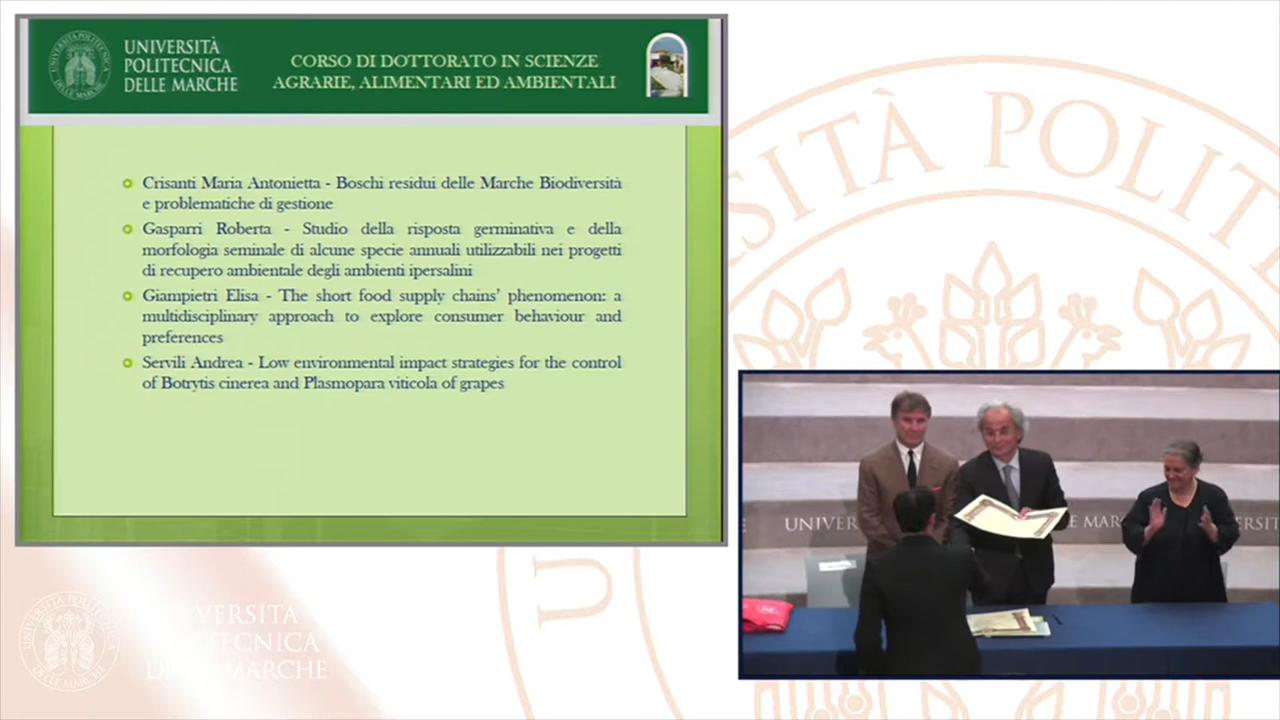 UNIVERSITÀ
POLITECNICA
DELLE MARCHE
CORSO DI DOTTORATO IN SCIENZE
AGRARIE, ALIMENTARI ED AMBIENTALI
Crisanti Maria Antonietta - Boschi residui delle Marche Biodiversità
e problematiche di gestione
Gasparri Roberta - Studio della risposta germinativa e della
morfologia seminale di alcune specie annuali utilizzabili nei progetti
di recupero ambientale degli ambienti ipersalini
Giampietri Elisa - The short food supply chains' phenomenon: a
multidisciplinary approach to explore consumer behaviour and
preferences
Servili Andrea - Low environmental impact strategies for the control
of Botrytis cinerea and Plasmopara viticola of grapes
SITÀ POLITE
U
UNIVER
E MAR
VERSIT
VERSITÀ
POLITECNICA
DELLE MARCHE